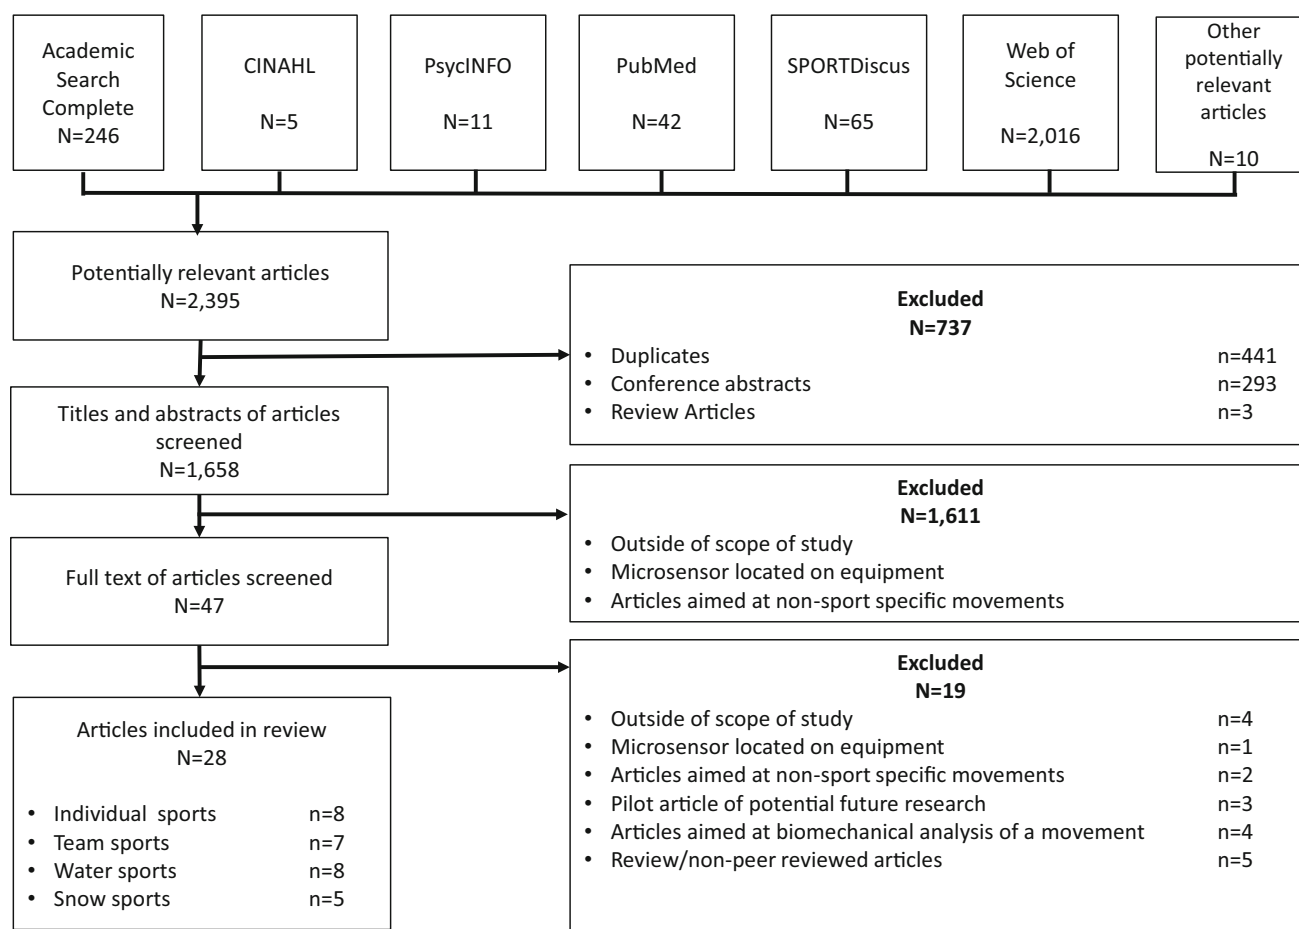 Academic
Search
Complete
N=246
CINAHL
N=5
PsycINFO
N=11
PubMed
N=42
SPORTDiscus
N=65
Web of
Science
N=2,016
Other
potentially
relevant
articles
N=10
Potentially relevant articles
N=2,395
Excluded
N=737
• Duplicates n=441
• Conference abstracts n=293
• Review Articles n=3
Titles and abstracts of articles
screened
N=1,658
Excluded
N=1,611
• Outside of scope of study
• Microsensor located on equipment
• Articles aimed at non-sport specific movements
Full text of articles screened
N=47
Excluded
N=19
• Outside of scope of study n=4
• Microsensor located on equipment n=1
• Articles aimed at non-sport specific movements n=2
• Pilot article of potential future research n=3
• Articles aimed at biomechanical analysis of a movement n=4
• Review/non-peer reviewed articles n=5
Articles included in review
N=28
• Individual sports n=8
• Team sports n=7
• Water sports n=8
• Snow sports n=5